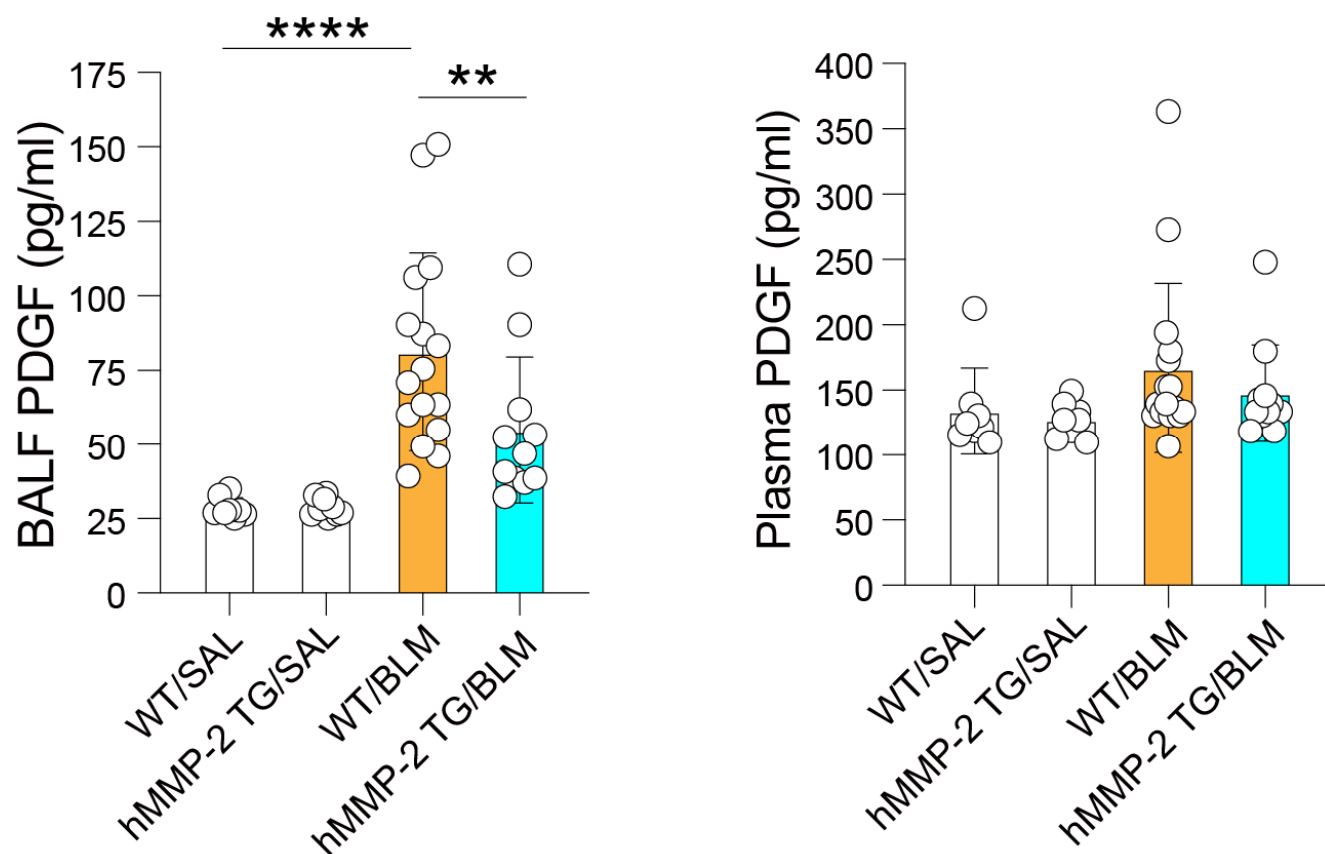 ****
**
BALF PDGF (pg/ml)
175
150
125
100
75
50
25
0
WT/SAL
hMMP-2 TG/SAL
WT/BLM
hMMP-2 TG/BLM
Plasma PDGF (pg/ml)
400
350
300
250
200
150
100
50
0
WT/SAL
hMMP-2 TG/SAL
WT/BLM
hMMP-2 TG/BLM